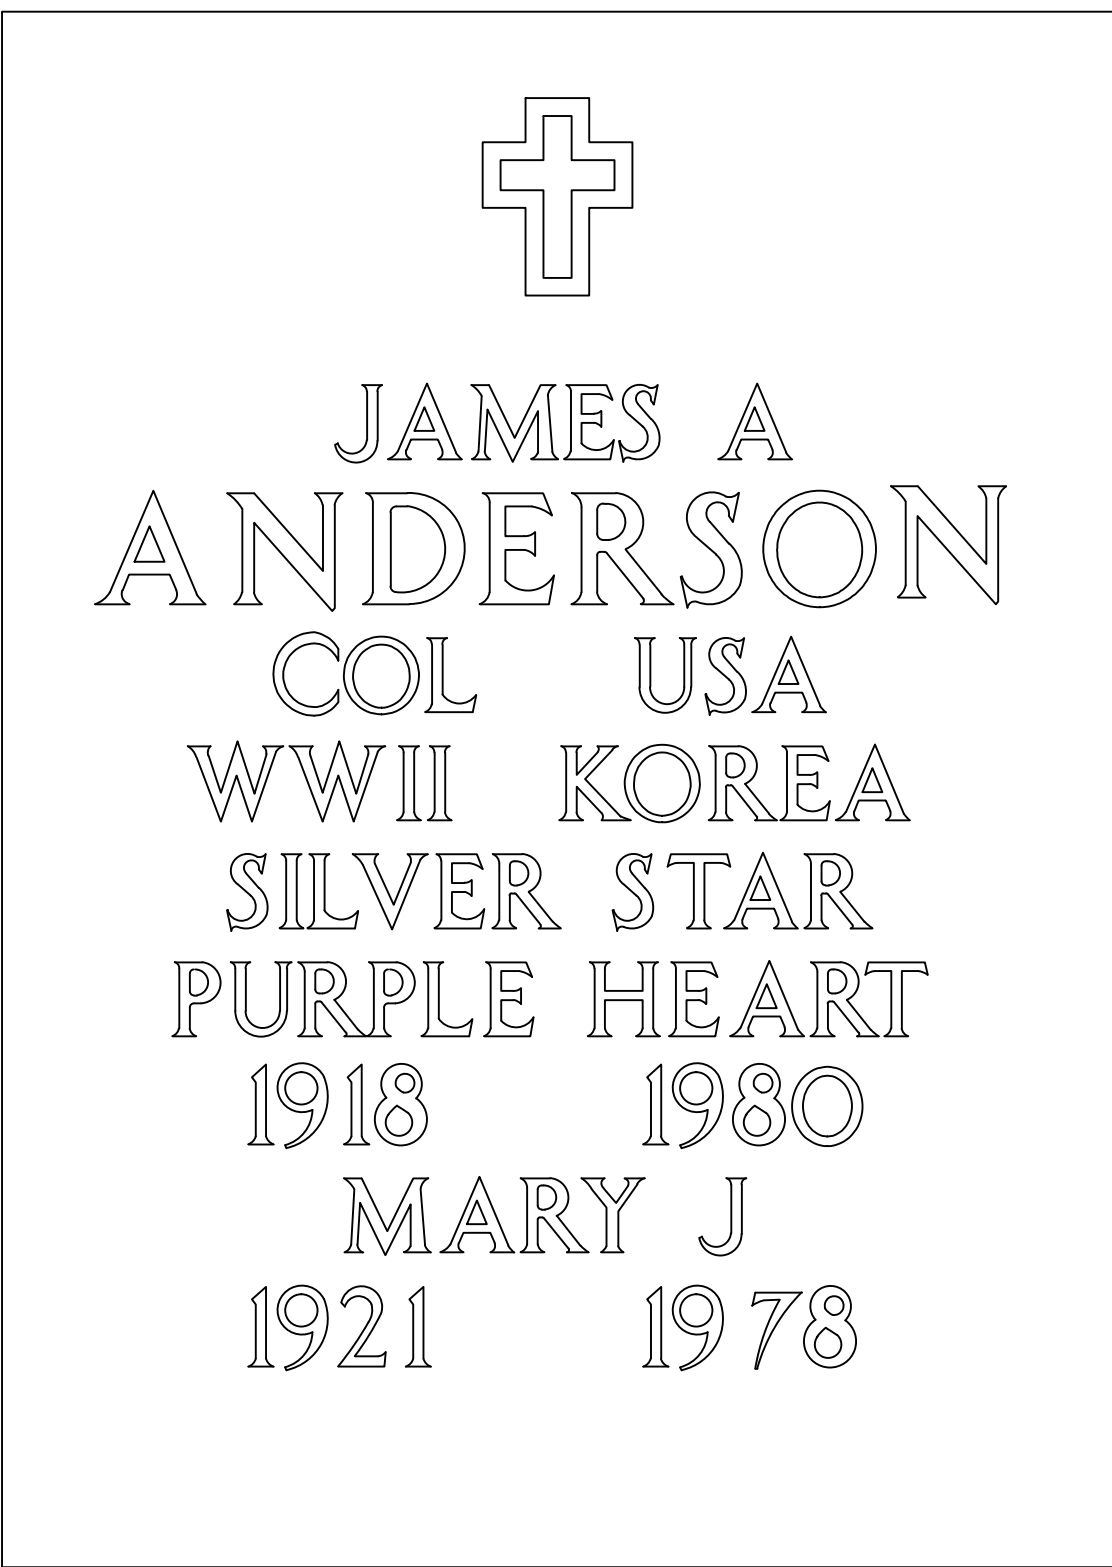 JAMES A
ANDERSON
COL USA
WWII KOREA
SILVER STAR
PURPLE HEART
1918 1980
MARY J
1921 1978